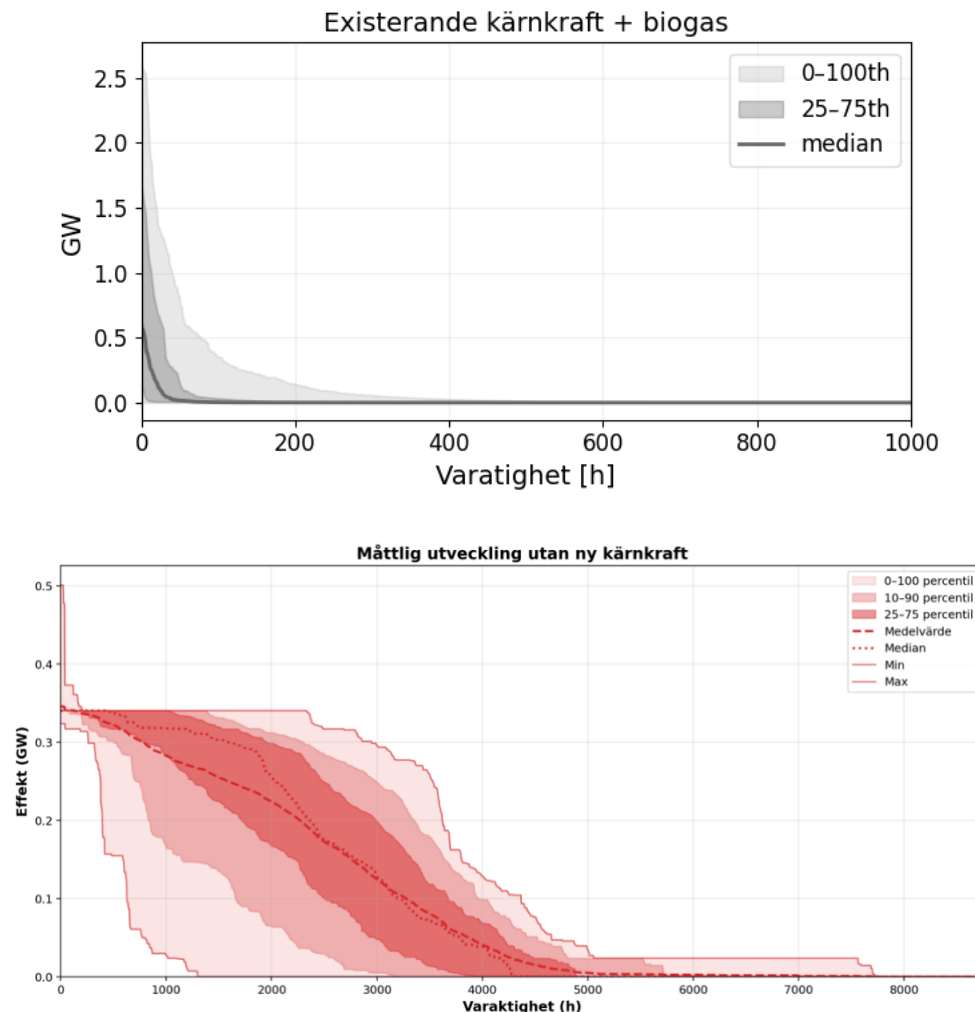 Existerande kärnkraft + biogas
2.5
2.0
1.5
1.0
0.5
0.0
GW
0–100th
25–75th
median
0
200
400
600
800
1000
Varatighet [h]
Måttlig utveckling utan ny kärnkraft
0.5
0.4
0.3
0.2
0.1
0.0
Effekt (GW)
0–100 percentil
10–90 percentil
25–75 percentil
Medelvärde
Median
Min
Max
0
1000
2000
3000
4000
5000
6000
7000
8000
Varaktighet (h)